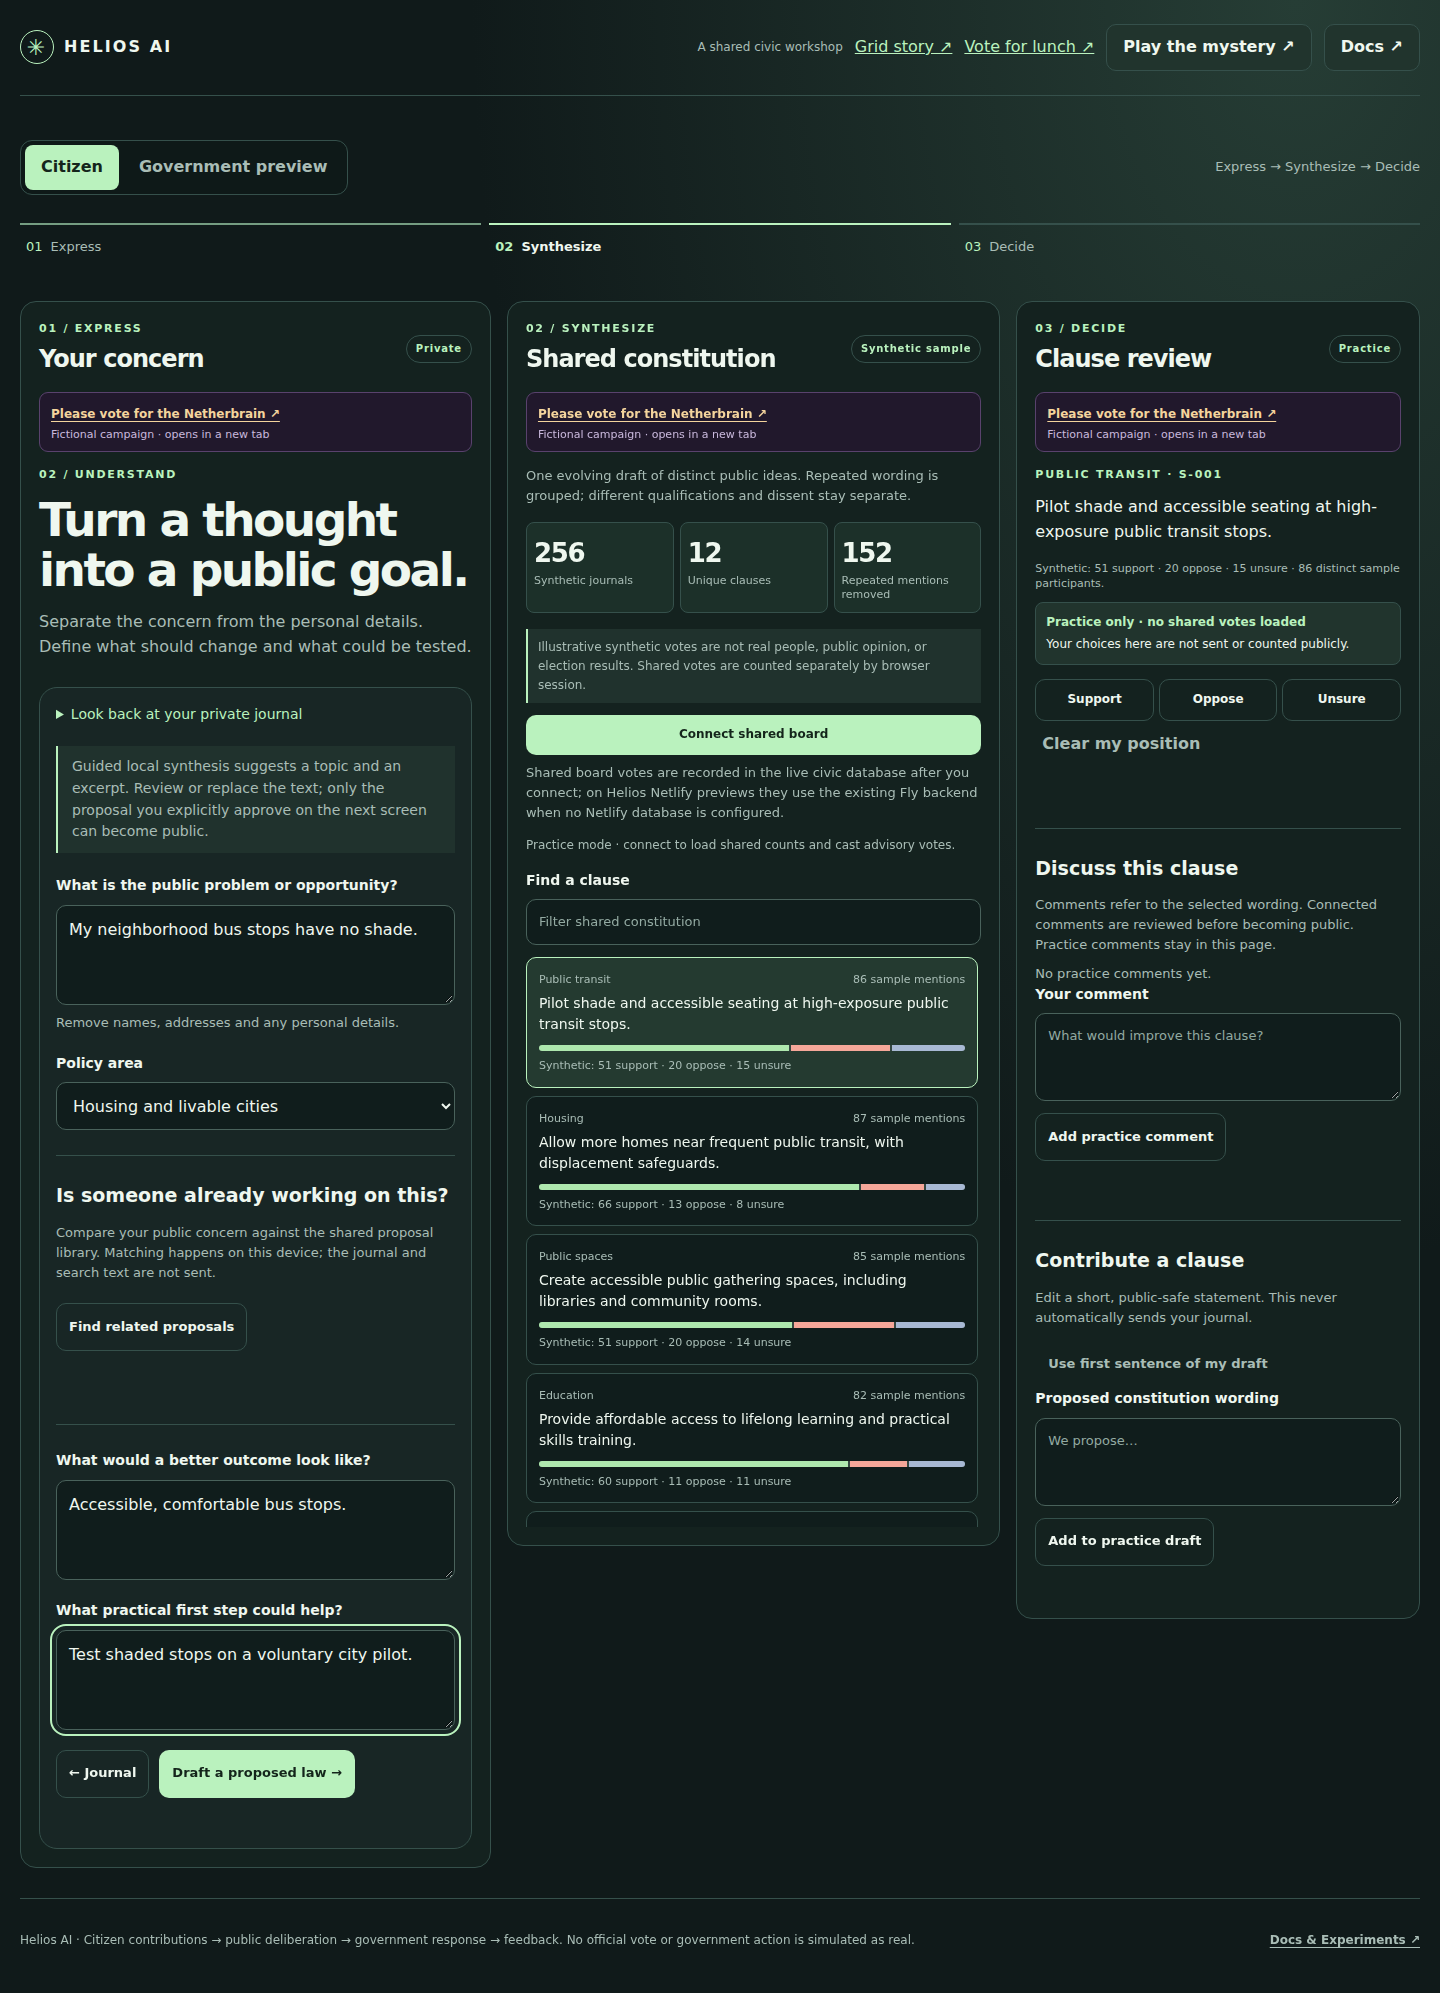 HELIOS AI
A shared civic workshop
Grid story ↗
Vote for lunch ↗
Play the mystery ↗
Docs ↗
Citizen
Government preview
Express → Synthesize → Decide
01 Express
02 Synthesize
03 Decide
01 / EXPRESS
Your concern
Private
Please vote for the Netherbrain ↗
Fictional campaign · opens in a new tab
02 / UNDERSTAND
Turn a thought
into a public goal.
Separate the concern from the personal details.
Define what should change and what could be tested.
▶ Look back at your private journal
Guided local synthesis suggests a topic and an
excerpt. Review or replace the text; only the
proposal you explicitly approve on the next screen
can become public.
What is the public problem or opportunity?
My neighborhood bus stops have no shade.
Remove names, addresses and any personal details.
Policy area
Housing and livable cities
Is someone already working on this?
Compare your public concern against the shared proposal
library. Matching happens on this device; the journal and
search text are not sent.
Find related proposals
What would a better outcome look like?
Accessible, comfortable bus stops.
What practical first step could help?
Test shaded stops on a voluntary city pilot.
← Journal
Draft a proposed law →
02 / SYNTHESIZE
Shared constitution
Synthetic sample
Please vote for the Netherbrain ↗
Fictional campaign · opens in a new tab
One evolving draft of distinct public ideas. Repeated wording is
grouped; different qualifications and dissent stay separate.
256
Synthetic journals
12
Unique clauses
152
Repeated mentions
removed
Illustrative synthetic votes are not real people, public opinion, or
election results. Shared votes are counted separately by browser
session.
Connect shared board
Shared board votes are recorded in the live civic database after you
connect; on Helios Netlify previews they use the existing Fly backend
when no Netlify database is configured.
Practice mode · connect to load shared counts and cast advisory votes.
Find a clause
Filter shared constitution
Public transit
86 sample mentions
Pilot shade and accessible seating at high-exposure public
transit stops.
Synthetic: 51 support · 20 oppose · 15 unsure
Housing
87 sample mentions
Allow more homes near frequent public transit, with
displacement safeguards.
Synthetic: 66 support · 13 oppose · 8 unsure
Public spaces
85 sample mentions
Create accessible public gathering spaces, including
libraries and community rooms.
Synthetic: 51 support · 20 oppose · 14 unsure
Education
82 sample mentions
Provide affordable access to lifelong learning and practical
skills training.
Synthetic: 60 support · 11 oppose · 11 unsure
03 / DECIDE
Clause review
Practice
Please vote for the Netherbrain ↗
Fictional campaign · opens in a new tab
PUBLIC TRANSIT · S-001
Pilot shade and accessible seating at high-
exposure public transit stops.
Synthetic: 51 support · 20 oppose · 15 unsure · 86 distinct sample
participants.
Practice only · no shared votes loaded
Your choices here are not sent or counted publicly.
Support
Oppose
Unsure
Clear my position
Discuss this clause
Comments refer to the selected wording. Connected
comments are reviewed before becoming public.
Practice comments stay in this page.
No practice comments yet.
Your comment
What would improve this clause?
Add practice comment
Contribute a clause
Edit a short, public-safe statement. This never
automatically sends your journal.
Use first sentence of my draft
Proposed constitution wording
We propose…
Add to practice draft
Helios AI · Citizen contributions → public deliberation → government response → feedback. No official vote or government action is simulated as real.
Docs & Experiments ↗